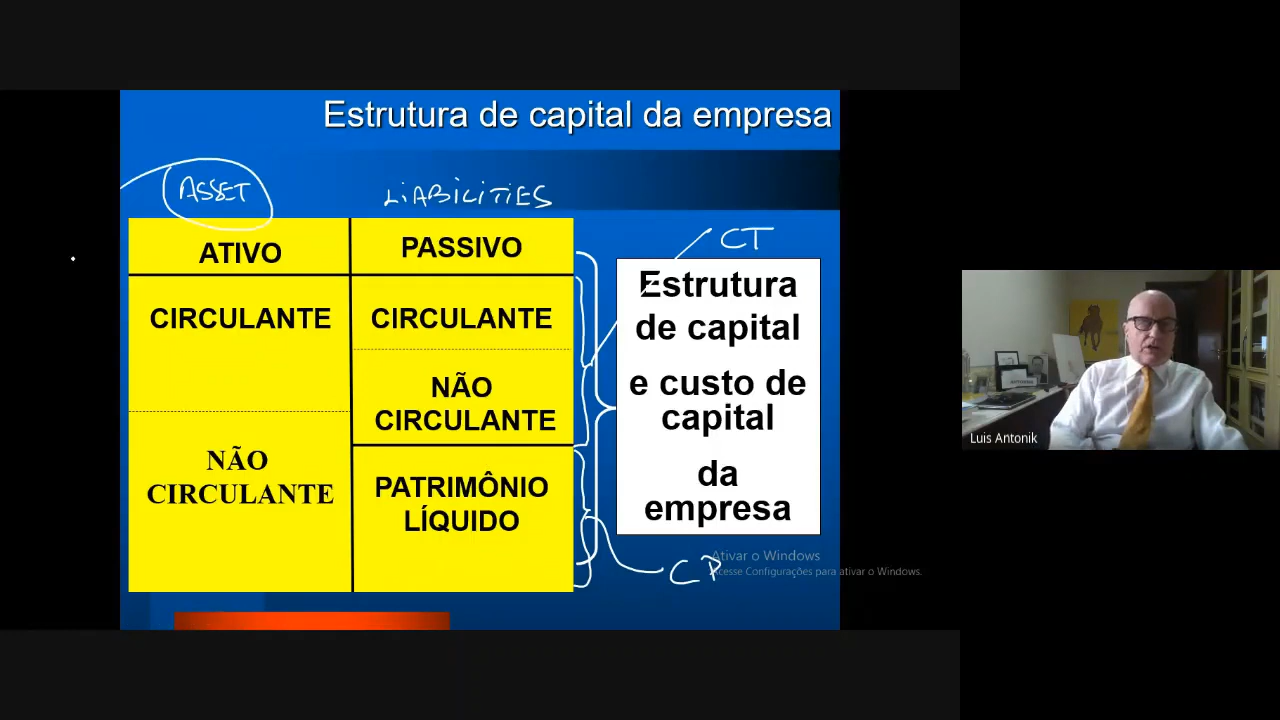 Estrutura de capital da empresa
ASSET
LIABILITIES
ATIVO
PASSIVO
CT
CIRCULANTE
CIRCULANTE
NÃO
CIRCULANTE
NÃO
CIRCULANTE
PATRIMÔNIO
LÍQUIDO
Estrutura
de capital
e custo de
capital
da
empresa
CP
Ativar o Windows
Acesse Configurações para ativar o Windows.
Luis Antonik